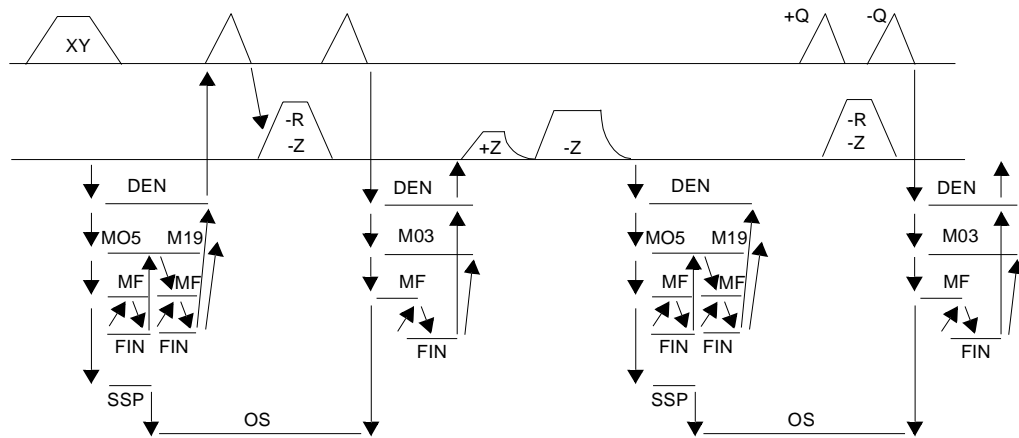 XY
+Q -Q
-R
-Z
+Z
-Z
-R
-Z
DEN DEN DEN DEN
MO5 M19 M03 MO5 M19 M03
MF MF MF MF MF MF
FIN FIN FIN FIN FIN FIN
SSP SSP
OS OS